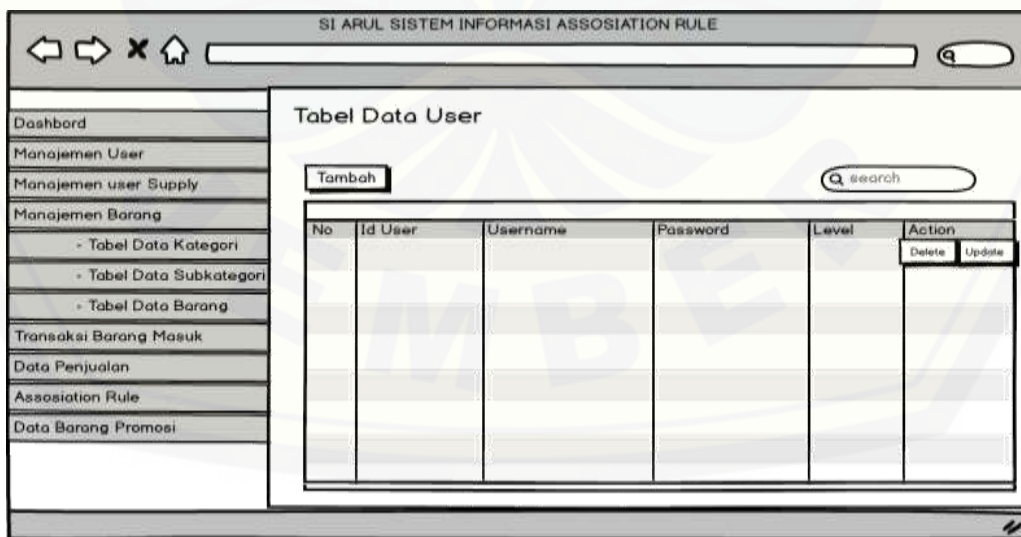 SI ARUL SISTEM INFORMASI ASSOSIATION RULE
Dashbord
Manajemen User
Manajemen user Supply
Manajemen Barang
- Tabel Data Kategori
- Tabel Data Subkategori
- Tabel Data Barang
Transaksi Barang Masuk
Data Penjualan
Assosiation Rule
Data Barang Promosi
Tabel Data User
Tambah
search
No Id User Username Password Level Action
Delete Update
EMBER